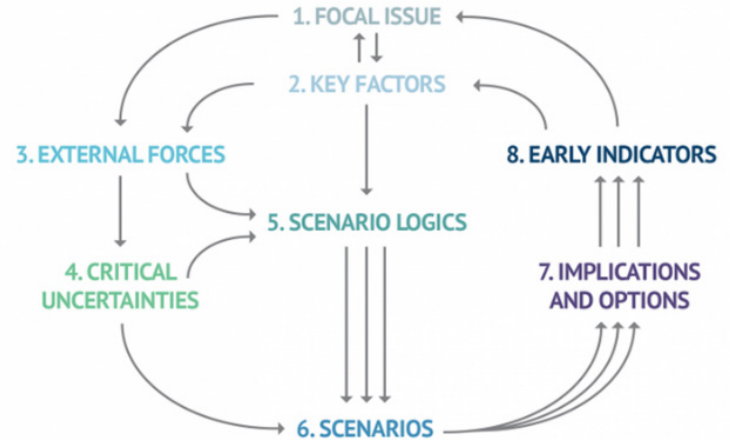 1. FOCAL ISSUE
2. KEY FACTORS
3. EXTERNAL FORCES
8. EARLY INDICATORS
5. SCENARIO LOGICS
4. CRITICAL
UNCERTAINTIES
7. IMPLICATIONS
AND OPTIONS
6. SCENARIOS